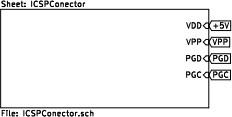 Sheet: ICSPConector
VDD +5V
VPP VPP
PGD PGD
PGC PGC
File: ICSPConector.sch